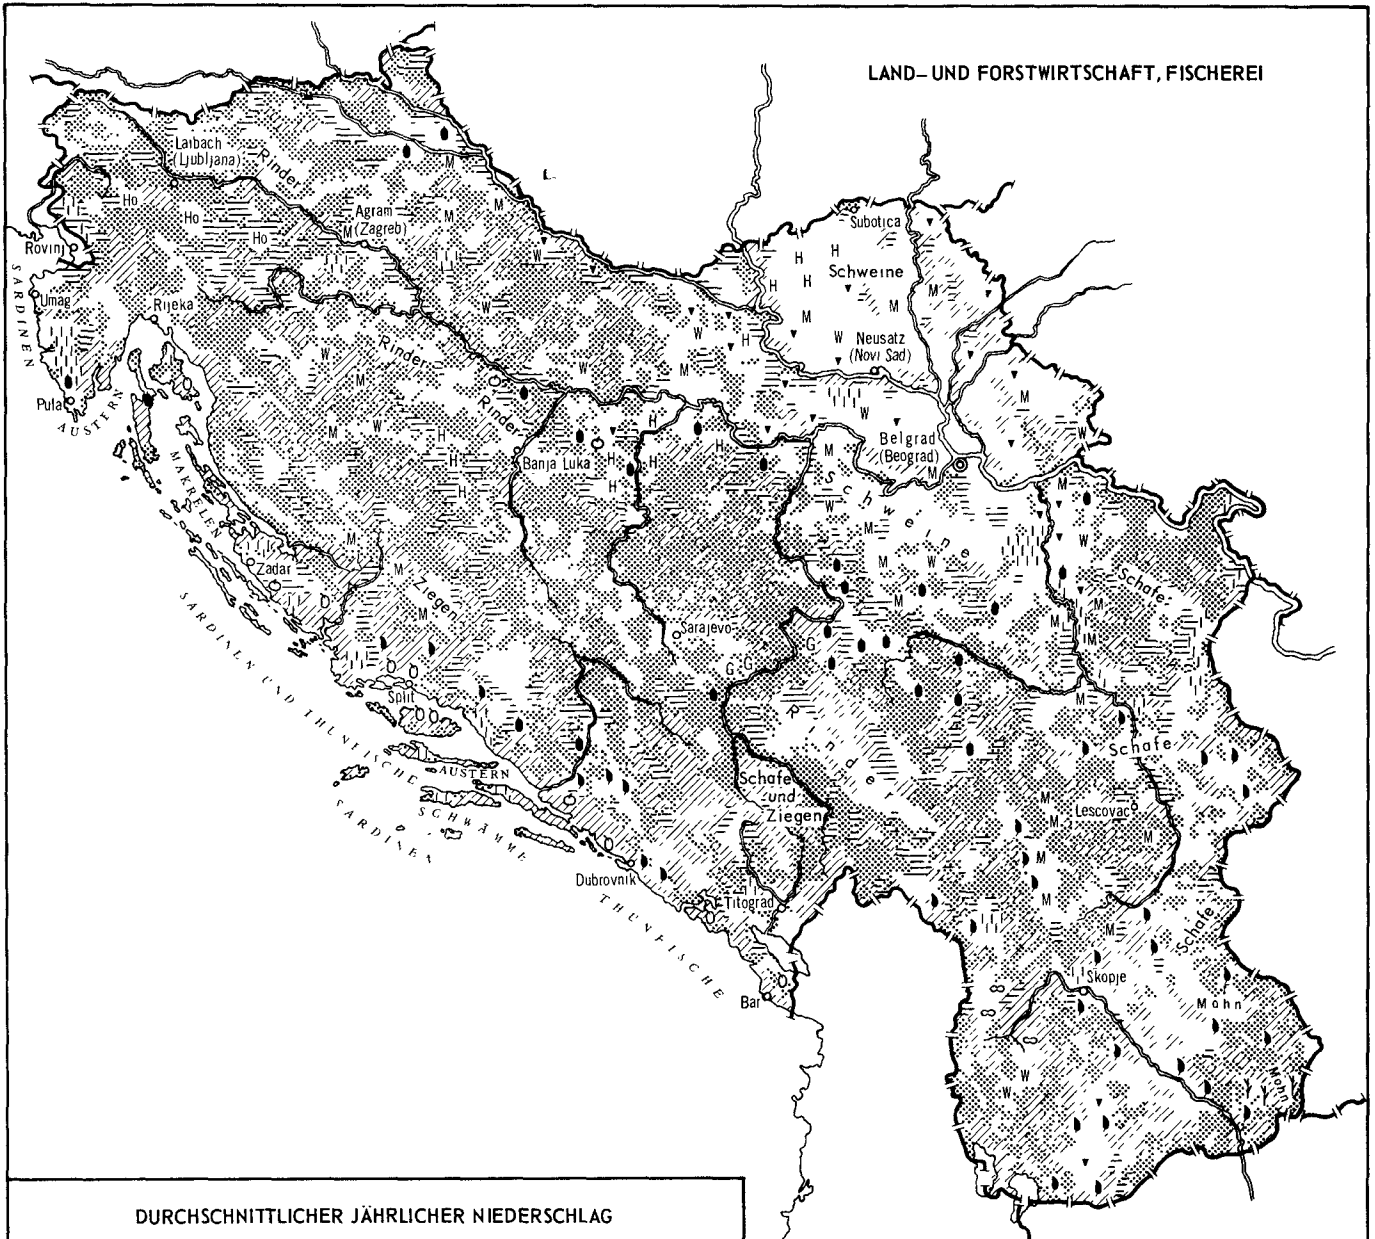 LAND- UND FORSTWIRTSCHAFT, FISCHEREI
Laibach
(Ljubljana)
Rinder
Agram
(Zagreb)
M
M
M
M
Ho
Ho
Ho
Rovinj
Umag
Rijeka
SARDINEN
Pula
AUSTERN
MAKRELEN
Zadar
Rinder
Rinder
Banja Luka
Subotica
Schweine
Neusatz
(Novi Sad)
Belgrad
(Beograd)
Schweine
Schafe
Ziegen
Sarajevo
G
G
G
Rinder
Split
SARDINEN UND THUNFISCHE
AUSTERN
SARDINEN
SCHWÄMME
Schafe
und
Ziegen
Schafe
Lescovac
Dubrovnik
Titograd
THUNFISCHE
Bar
Schafe
Skopje
Mohn
Mohn
W
W
M
H
DURCHSCHNITTLICHER JÄHRLICHER NIEDERSCHLAG